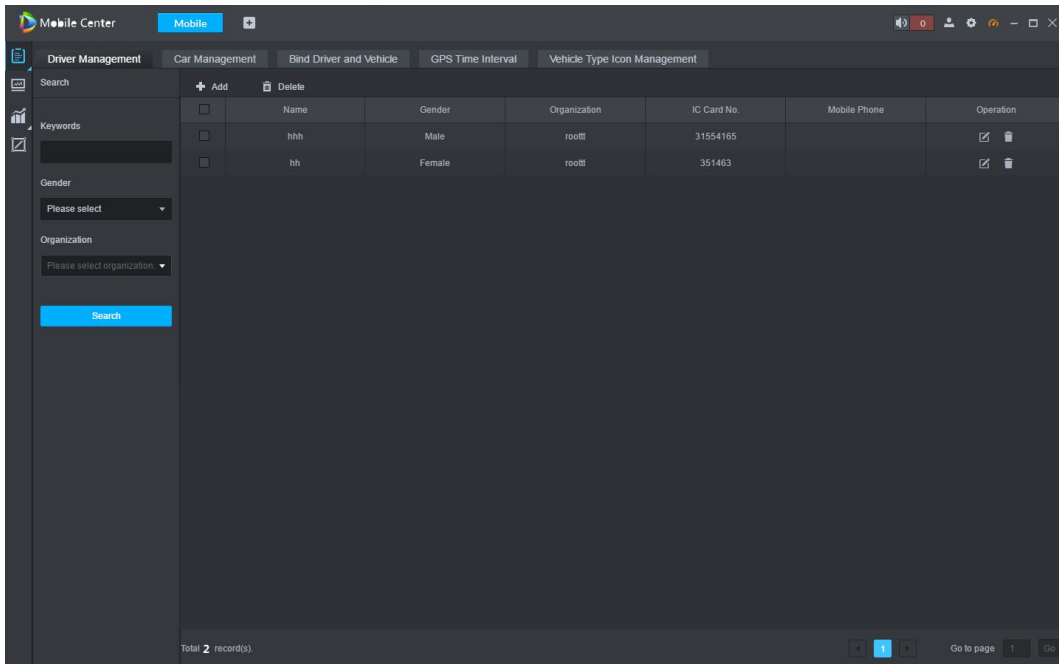 Mobile Center Mobile 0
Driver Management Car Management Bind Driver and Vehicle GPS Time Interval Vehicle Type Icon Management
Search Add Delete
Name Gender Organization IC Card No. Mobile Phone Operation
Keywords
hhh Male roottt 31554165
hh Female roottt 351463
Gender
Please select
Organization
Please select organization.
Search
Total 2 record(s). 1 Go to page 1 Go